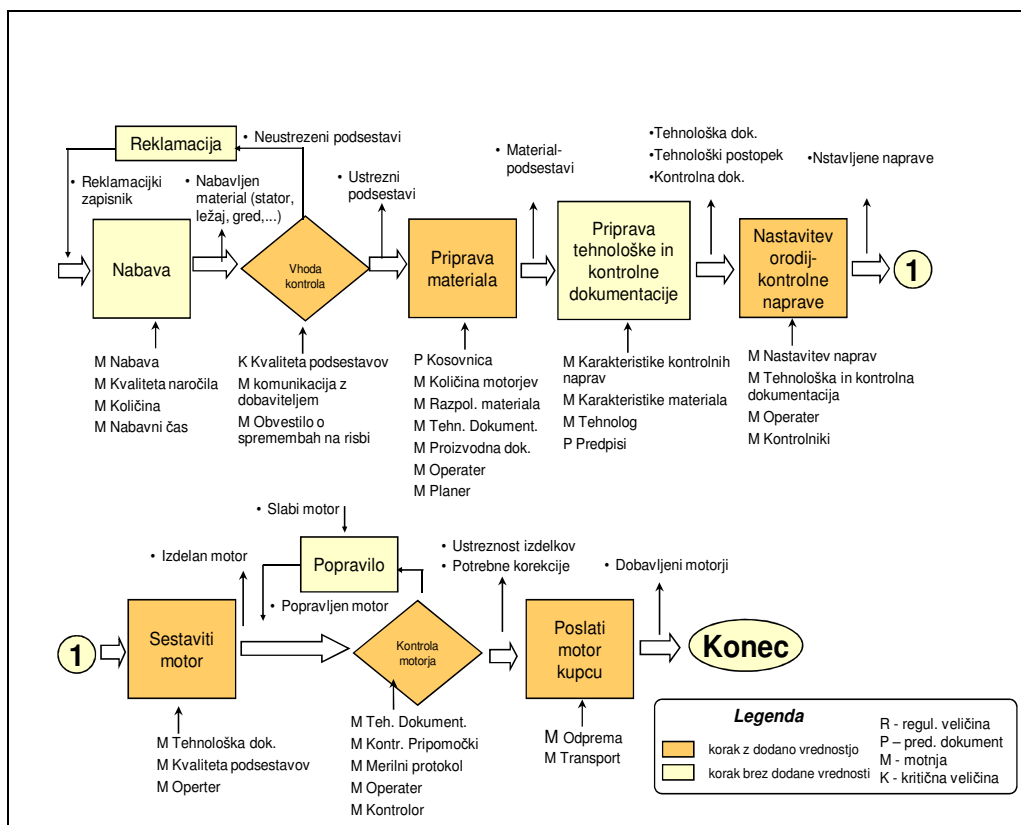 Reklamacija
• Neustrezeni podsestavi
• Reklamacijki
zapisnik
• Nabavljen
material (stator,
ležaj, gred,...)
• Ustrezni
podsestavi
• Material-
podsestavi
•Tehnološka dok.
•Tehnološki postopek
•Kontrolna dok.
•Nstavljene naprave
Nabava
Vhoda
kontrola
Priprava
materiala
Priprava
tehnološke in
kontrolne
dokumentacije
Nastavitev
orodij-
kontrolne
naprave
1
M Nabava
M Kvaliteta naročila
M Količina
M Nabavni čas
K Kvaliteta podsestavov
M komunikacija z
dobaviteljem
M Obvestilo o
spremembah na risbi
P Kosovnica
M Količina motorjev
M Razpol. materiala
M Tehn. Dokument.
M Proizvodna dok.
M Operater
M Planer
M Karakteristike kontrolnih
naprav
M Karakteristike materiala
M Tehnolog
P Predpisi
M Nastavitev naprav
M Tehnološka in kontrolna
dokumentacija
M Operater
M Kontrolniki
• Slabi motor
• Izdelan motor
Popravilo
• Popravljen motor
• Ustreznost izdelkov
• Potrebne korekcije
• Dobavljeni motorji
1
Sestaviti
motor
Kontrola
motorja
Poslati
motor
kupcu
Konec
M Tehnološka dok.
M Kvaliteta podsestavov
M Operter
M Teh. Dokument.
M Kontr. Pripomočki
M Merilni protokol
M Operater
M Kontrolor
M Odprema
M Transport
Legenda
korak z dodano vrednostjo
korak brez dodane vrednosti
R - regul. veličina
P – pred. dokument
M - motnja
K - kritična veličina